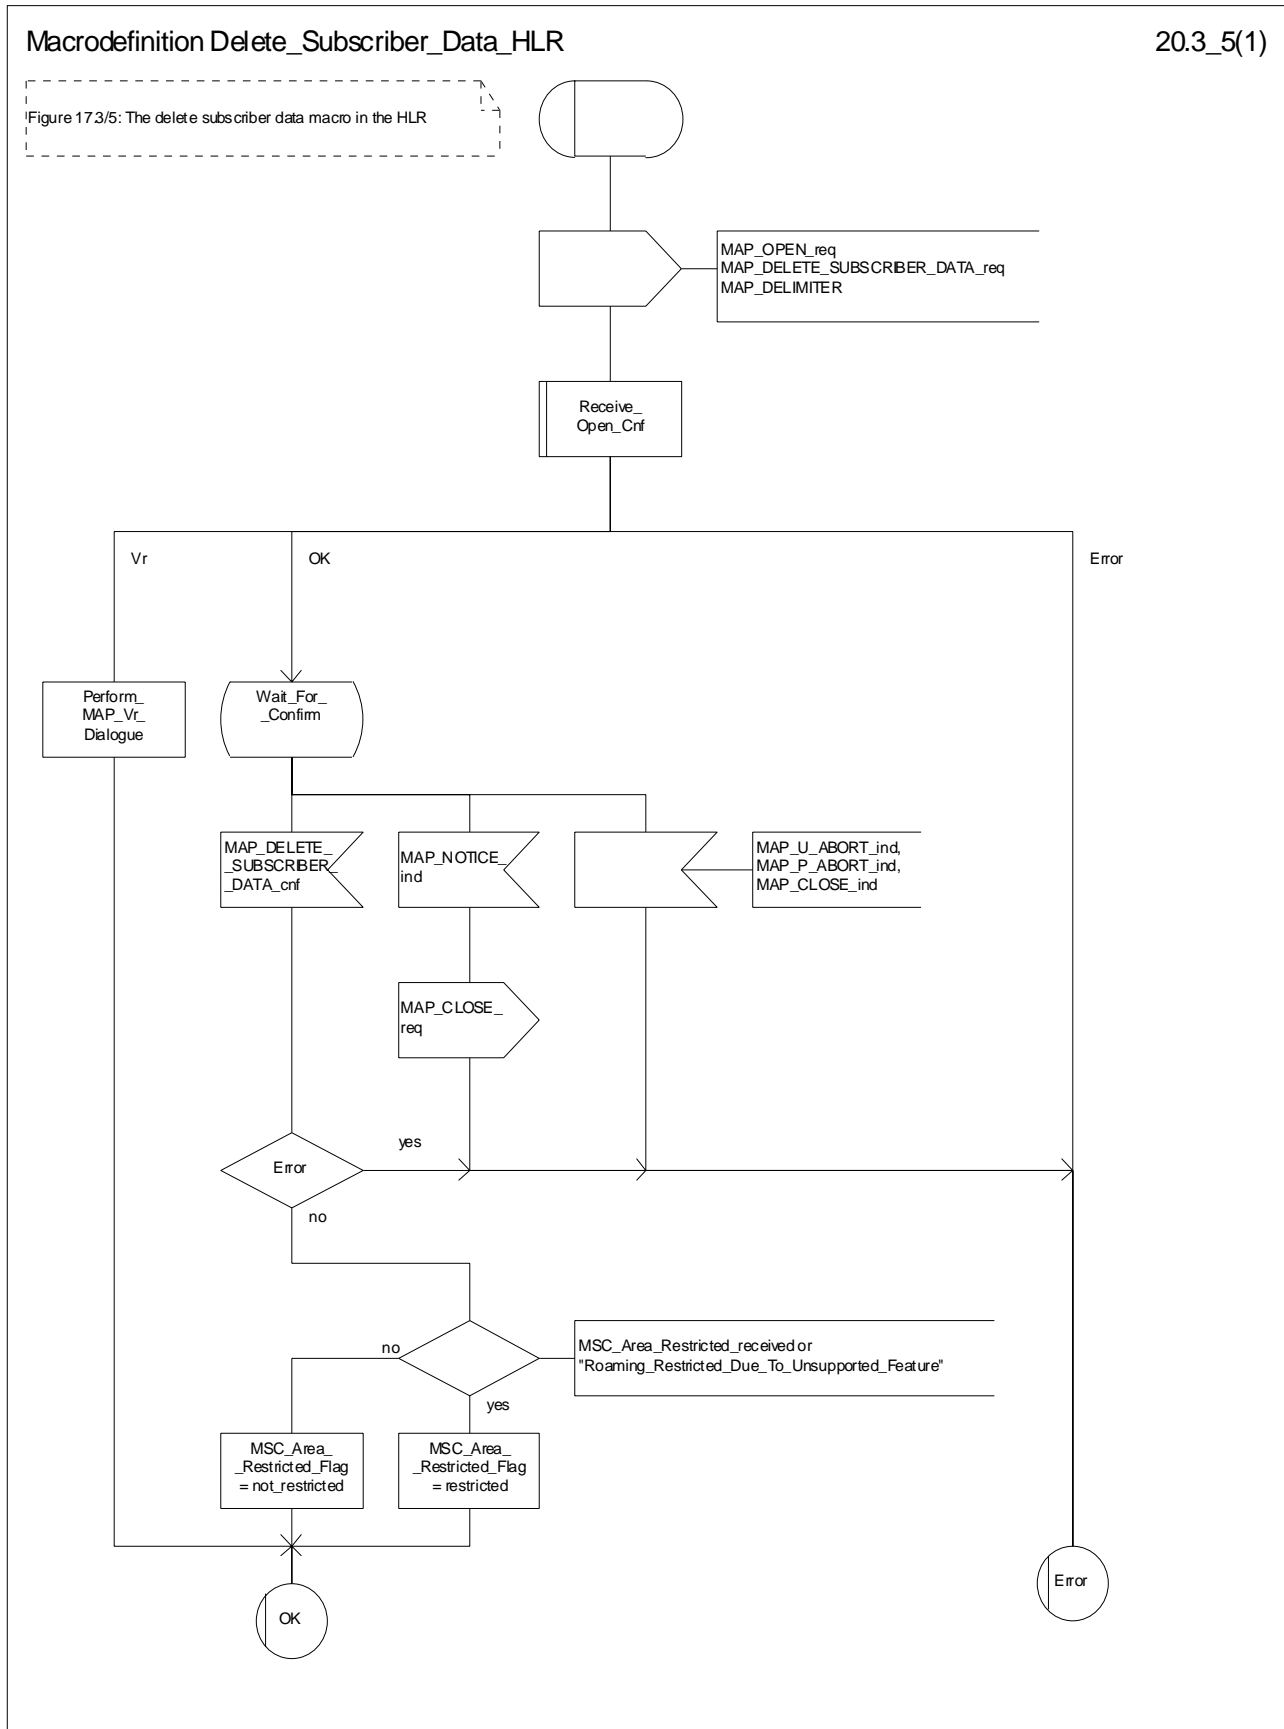 Macrodefinition Delete_Subscriber_Data_HLR
20.3_5(1)
Figure 17.3/5: The delete subscriber data macro in the HLR
MAP_OPEN_req
MAP_DELETE_SUBSCRIBER_DATA_req
MAP_DELIMITER
Receive_
Open_Cnf
Vr
OK
Error
Perform_
MAP_Vr_
Dialogue
Wait_For_
_Confirm
MAP_DELETE_
_SUBSCRIBER_
_DATA_cnf
MAP_NOTICE_
ind
MAP_U_ABORT_ind,
MAP_P_ABORT_ind,
MAP_CLOSE_ind
MAP_CLOSE_
req
Error
yes
no
no
MSC_Area_Restricted_received or
"Roaming_Restricted_Due_To_Unsupported_Feature"
yes
MSC_Area_
_Restricted_Flag
= not_restricted
MSC_Area_
_Restricted_Flag
= restricted
OK
Error